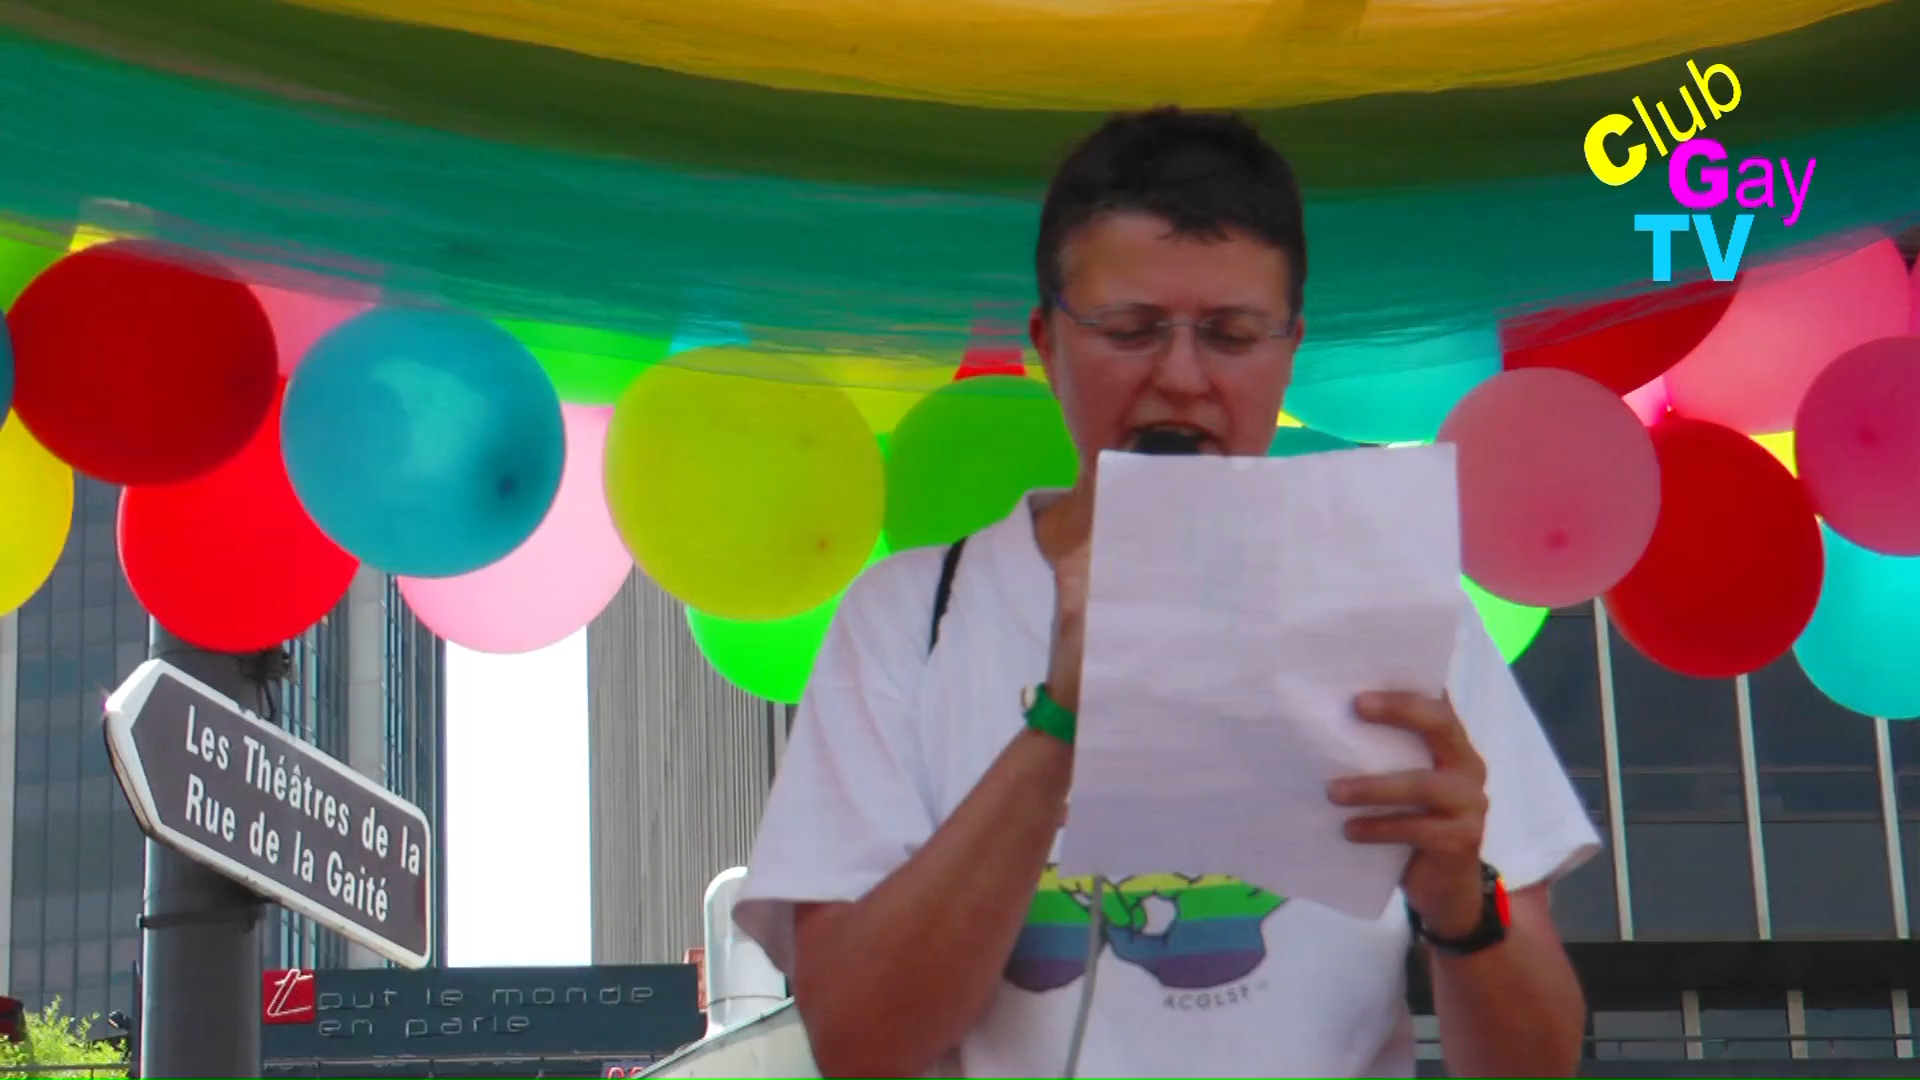 Club
Gay
TV
Les Théâtres de la
Rue de la Gaité
tout le monde
en parle
ACGLSF